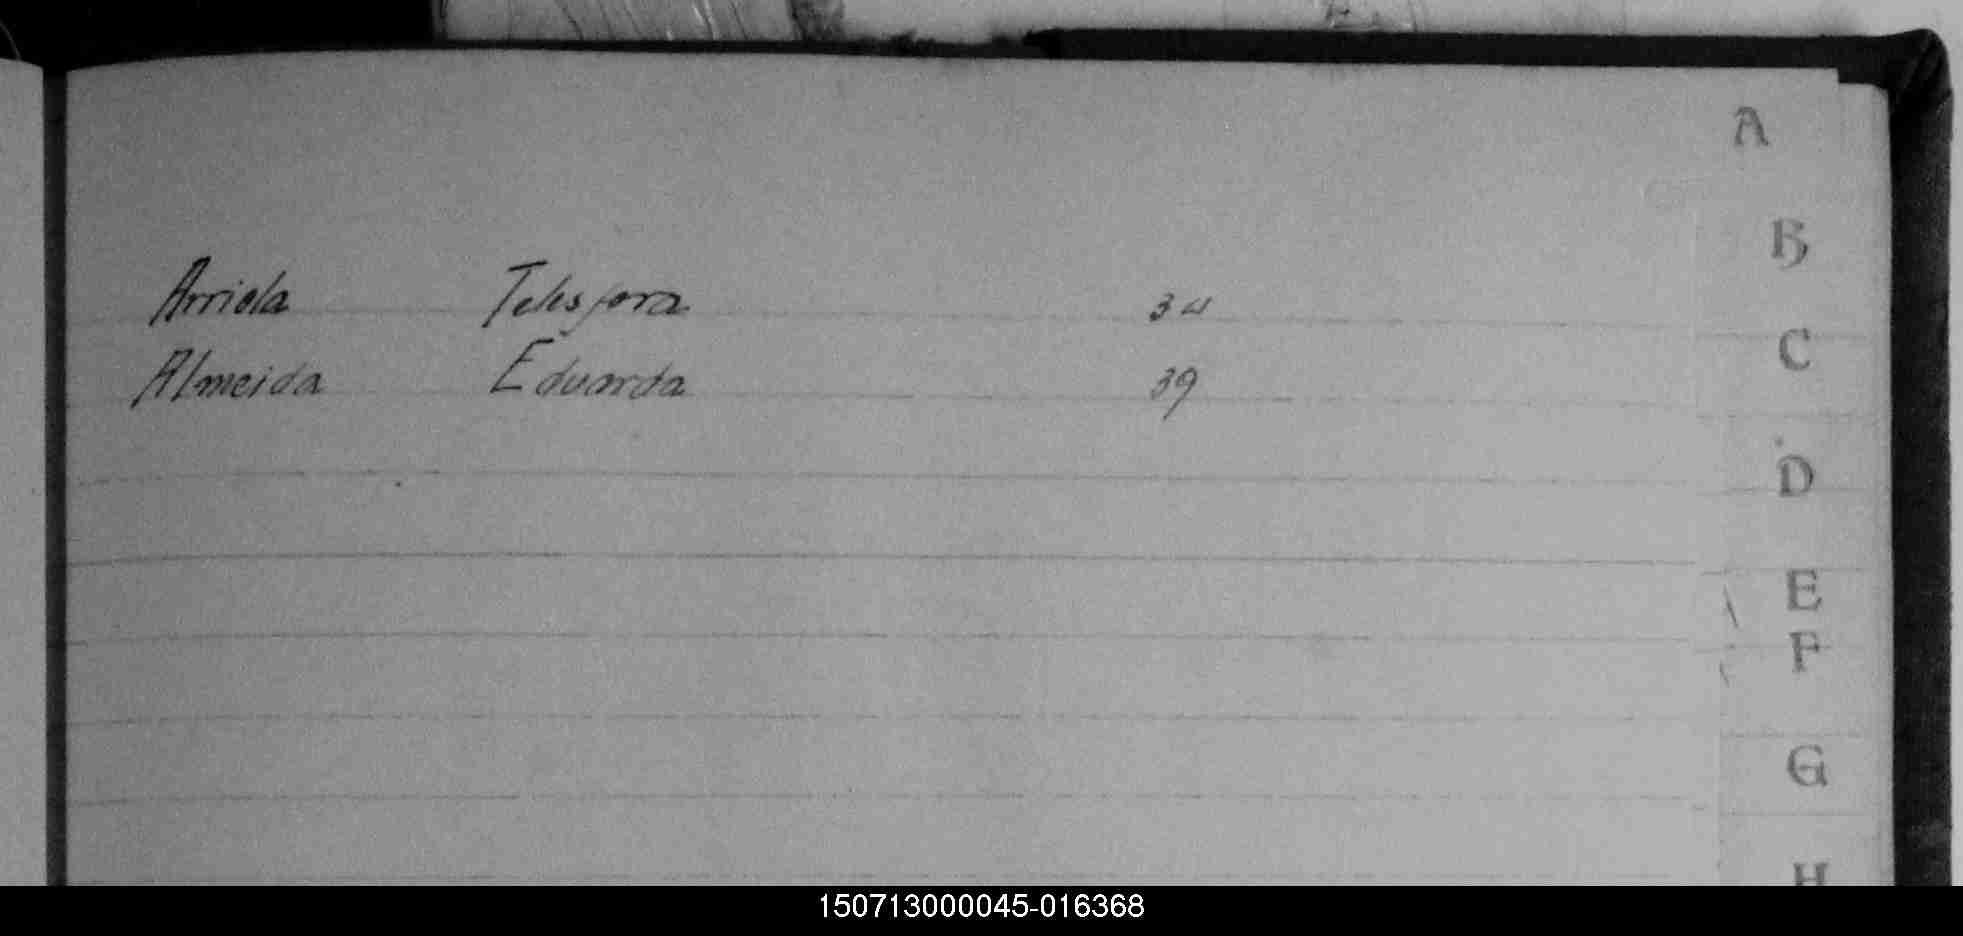 A
B
Arriola Telesfora 34
C
Almeida Eduarda 39
D
E
F
G
H
150713000045-016368